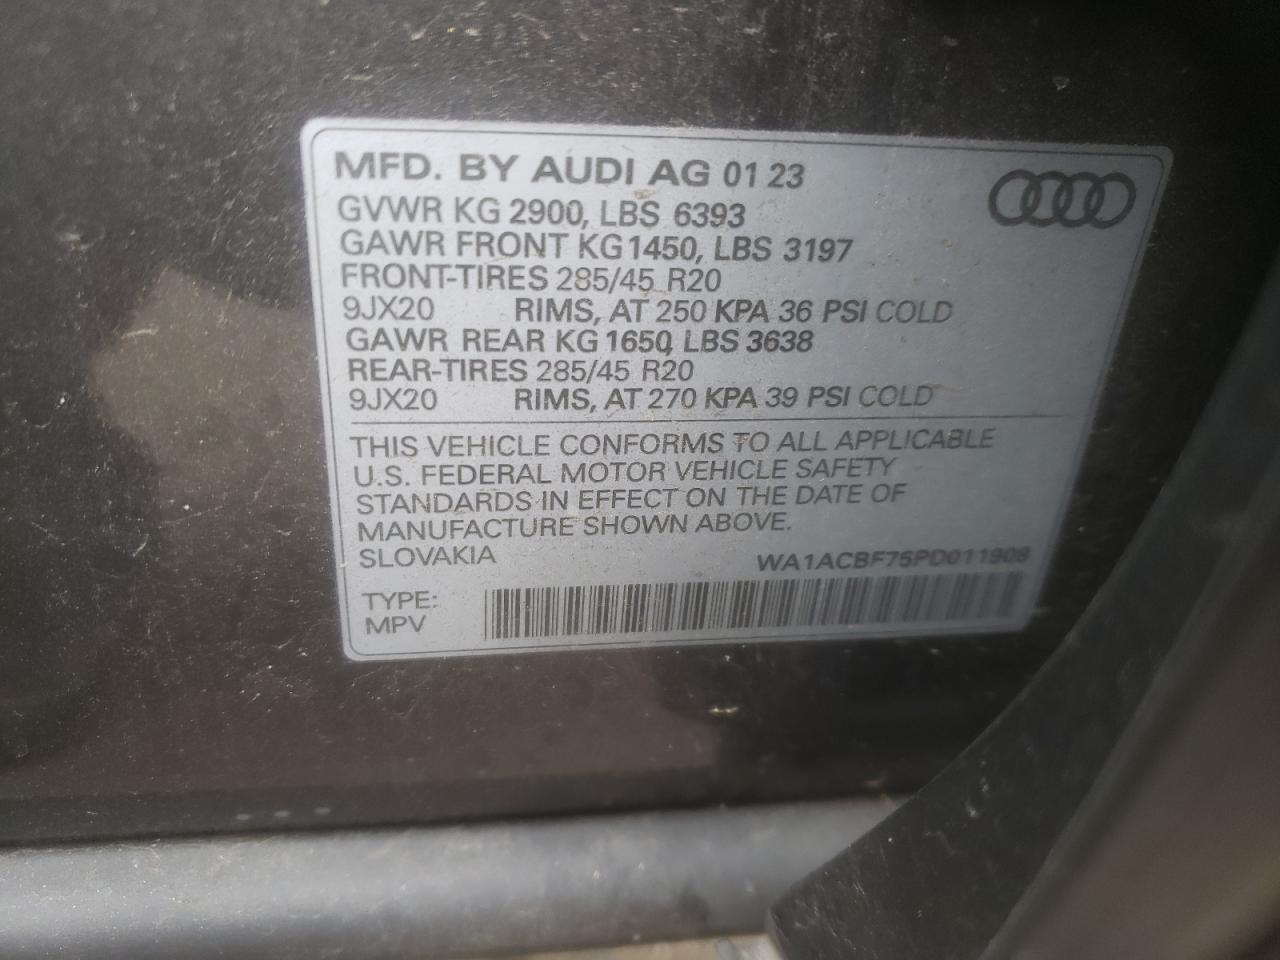 MFD. BY AUDI AG 01 23
GVWR KG 2900, LBS 6393
GAWR FRONT KG 1450, LBS 3197
FRONT-TIRES 285/45 R20
9JX20 RIMS, AT 250 KPA 36 PSI COLD
GAWR REAR KG 1650, LBS 3638
REAR-TIRES 285/45 R20
9JX20 RIMS, AT 270 KPA 39 PSI COLD
THIS VEHICLE CONFORMS TO ALL APPLICABLE
U.S. FEDERAL MOTOR VEHICLE SAFETY
STANDARDS IN EFFECT ON THE DATE OF
MANUFACTURE SHOWN ABOVE.
SLOVAKIA WA1ACBF75PD011908
TYPE:
MPV